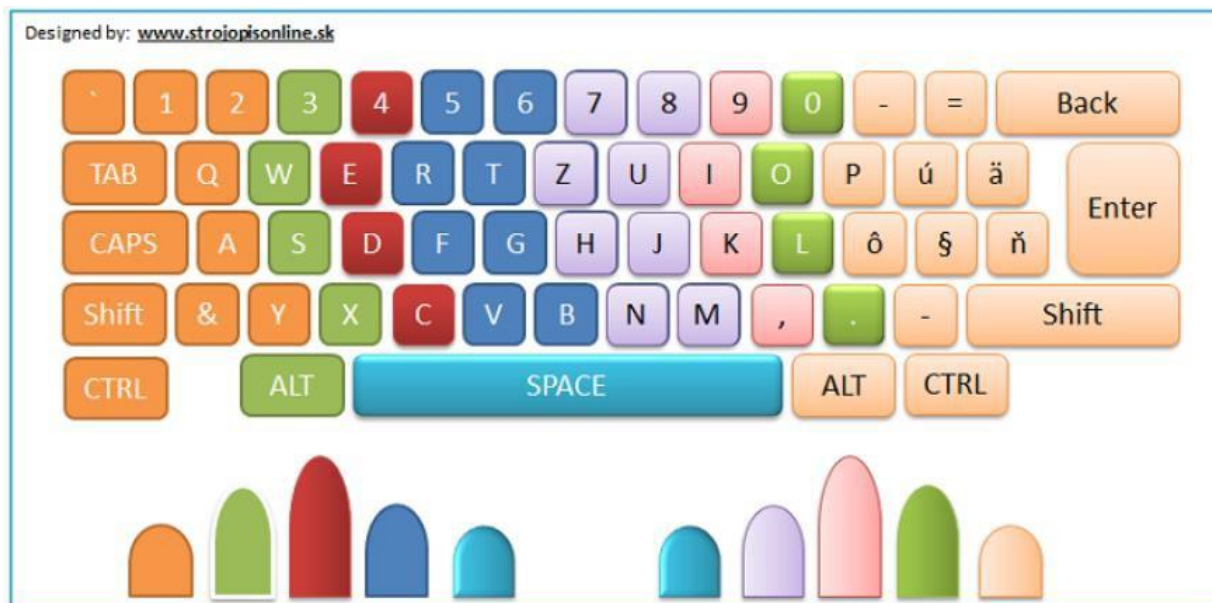 Designed by: www.strojopisonline.sk
` 1 2 3 4 5 6 7 8 9 0 - = Back
TAB Q W E R T Z U I O P ú ä
Enter
CAPS A S D F G H J K L ô § ň
Shift & Y X C V B N M , . - Shift
CTRL ALT SPACE ALT CTRL